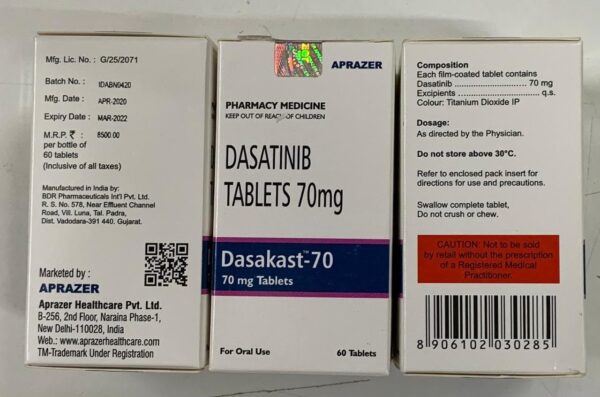 Mfg. Lic. No. : G/25/2071
Batch No. : IDABN0420
Mfg. Date : APR-2020
Expiry Date : MAR-2022
M.R.P. ₹ : 8500 00
per bottle of
60 tablets
(Inclusive of all taxes)
Manufactured in India by:
BDR Pharmaceuticals Int'l Pvt. Ltd.
R. S. No. 578, Near Effluent Channel
Road, Vill. Luna, Tal. Padra,
Dist. Vadodara-391 440. Gujarat.
Marketed by :
APRAZER
Aprazer Healthcare Pvt. Ltd.
B-256, 2nd Floor, Naraina Phase-1,
New Delhi-110028, India
Web.: www.aprazerhealthcare.com
TM-Trademark Under Registration
APRAZER
PHARMACY MEDICINE
KEEP OUT OF REACH OF CHILDREN
DASATINIB
TABLETS 70mg
Dasakast™-70
70 mg Tablets
For Oral Use
60 Tablets
Composition
Each film-coated tablet contains
Dasatinib ............................ 70 mg
Excipients ............................ q.s.
Colour: Titanium Dioxide IP
Dosage:
As directed by the Physician.
Do not store above 30°C.
Refer to enclosed pack insert for
directions for use and precautions.
Swallow complete tablet,
Do not crush or chew.
CAUTION: Not to be sold
by retail without the prescription
of a Registered Medical
Practitioner.
8 906102 030285